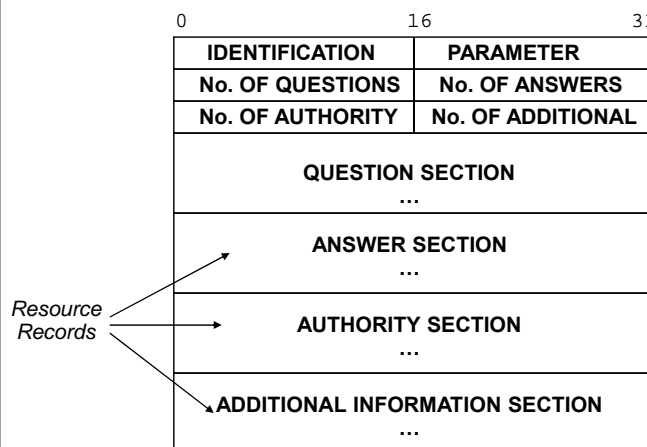 0 16 31
IDENTIFICATION PARAMETER
No. OF QUESTIONS No. OF ANSWERS
No. OF AUTHORITY No. OF ADDITIONAL
QUESTION SECTION
...
ANSWER SECTION
...
Resource
Records
AUTHORITY SECTION
...
ADDITIONAL INFORMATION SECTION
...